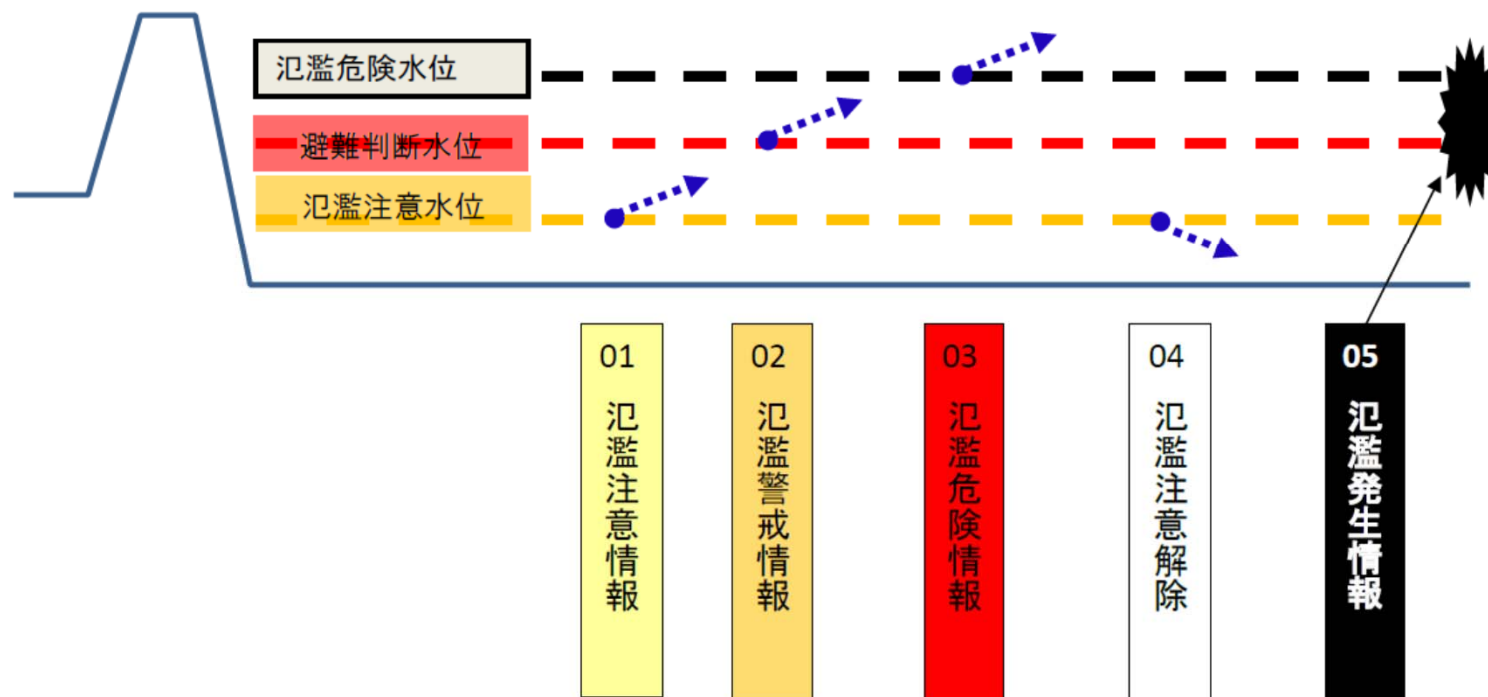 氾濫危険水位
避難判断水位
氾濫注意水位
01
氾濫注意情報
02
氾濫警戒情報
03
氾濫危険情報
04
氾濫注意解除
05
氾濫発生情報